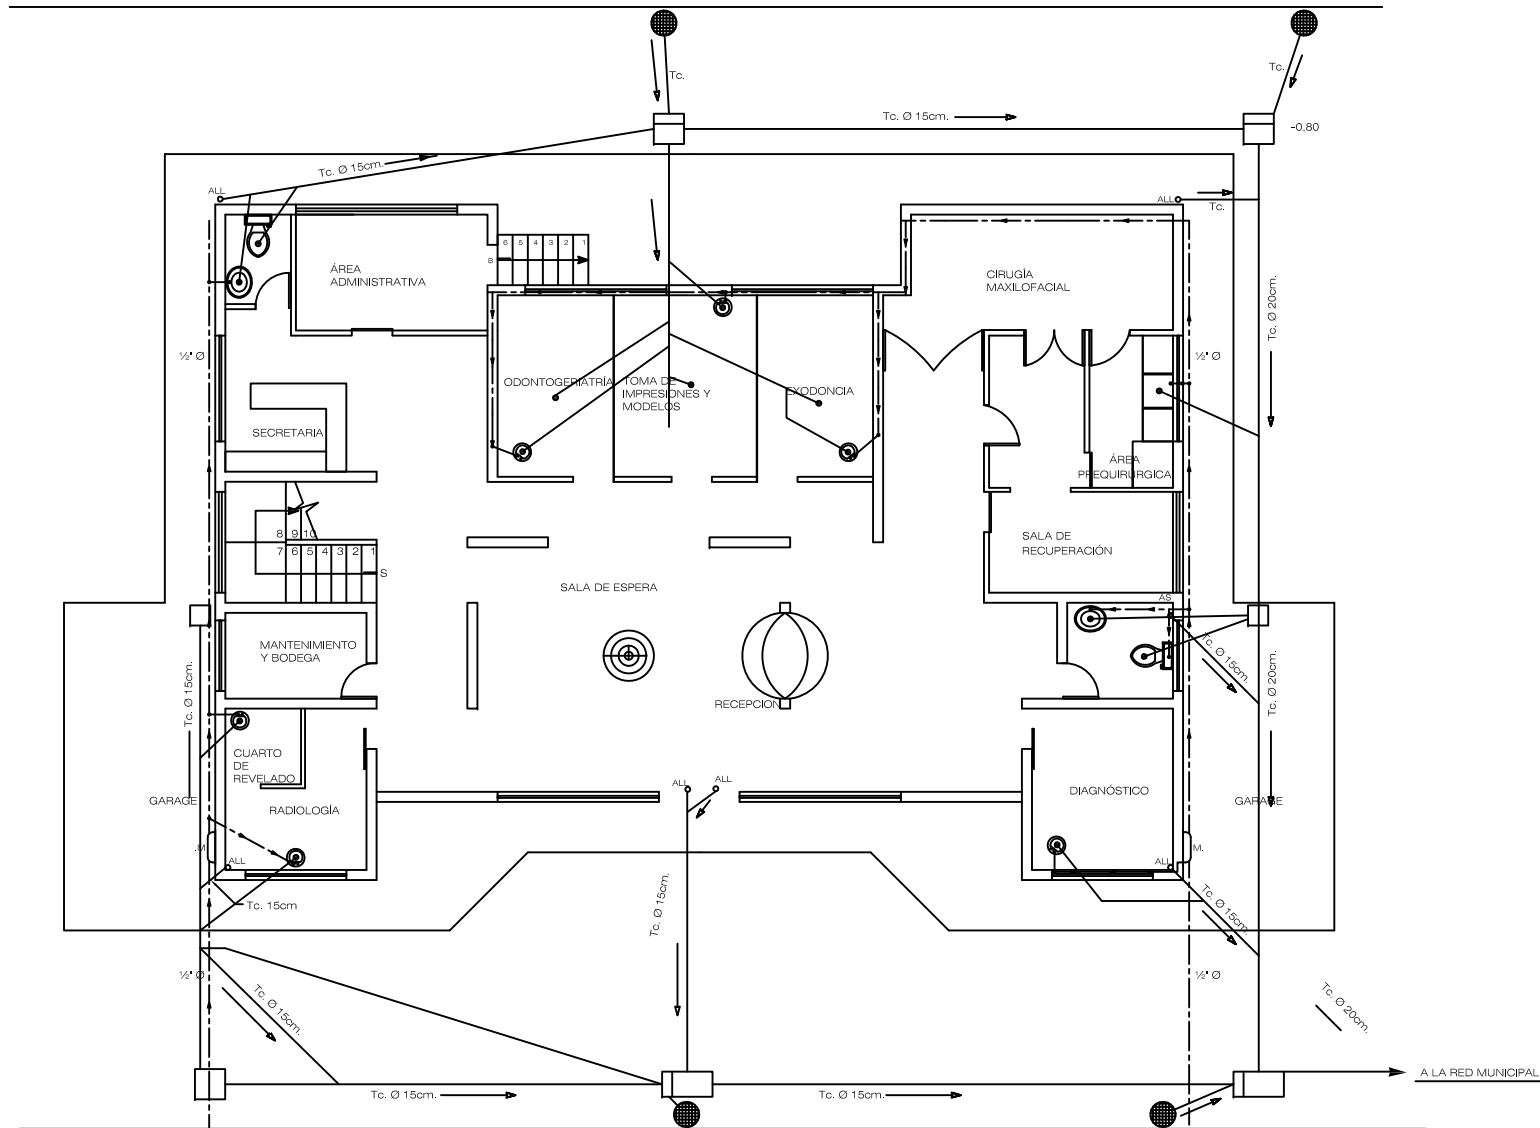 Tc.
Tc.
Tc. Ø 15cm.
-0,80
Tc. Ø 15cm.
ALL
ALL
Tc.
6 5 4 3 2 1
B
ÁREA
ADMINISTRATIVA
CIRUGÍA
MAXILOFACIAL
Tc. Ø 20cm.
½" Ø
½" Ø
ODONTOGERIATRÍA
TOMA DE
IMPRESIONES Y
MODELOS
EXODONCIA
SECRETARIA
ÁREA
PREQUIRÚRGICA
8 9 10
7 6 5 4 3 2 1
S
SALA DE
RECUPERACIÓN
SALA DE ESPERA
AS
MANTENIMIENTO
Y BODEGA
Tc. Ø 15cm.
Tc. Ø 15cm.
Tc. Ø 20cm.
RECEPCION
CUARTO
DE
REVELADO
GARAGE
RADIOLOGÍA
ALL
ALL
DIAGNÓSTICO
GARAGE
.M
M.
ALL
ALL
Tc. 15cm
Tc. Ø 15cm.
Tc. Ø 15cm.
½" Ø
½" Ø
Tc. Ø 15cm.
Tc. Ø 20cm.
A LA RED MUNICIPAL
Tc. Ø 15cm.
Tc. Ø 15cm.